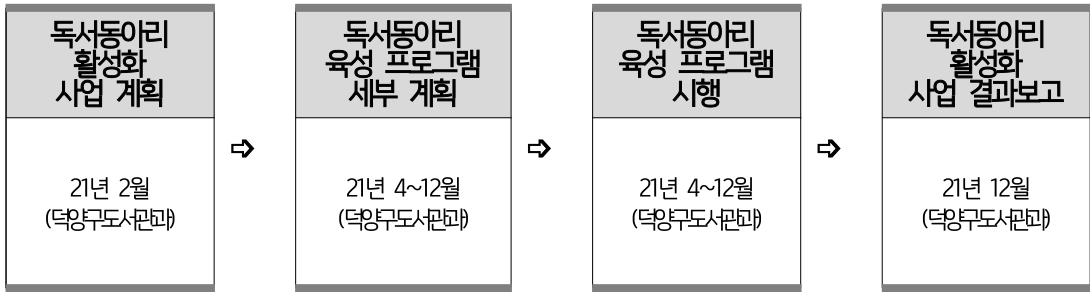 독서동아리
활성화
사업 계획
21년 2월
(덕양구도서관과)
⇨
독서동아리
육성 프로그램
세부 계획
21년 4~12월
(덕양구도서관과)
⇨
독서동아리
육성 프로그램
시행
21년 4~12월
(덕양구도서관과)
⇨
독서동아리
활성화
사업 결과보고
21년 12월
(덕양구도서관과)